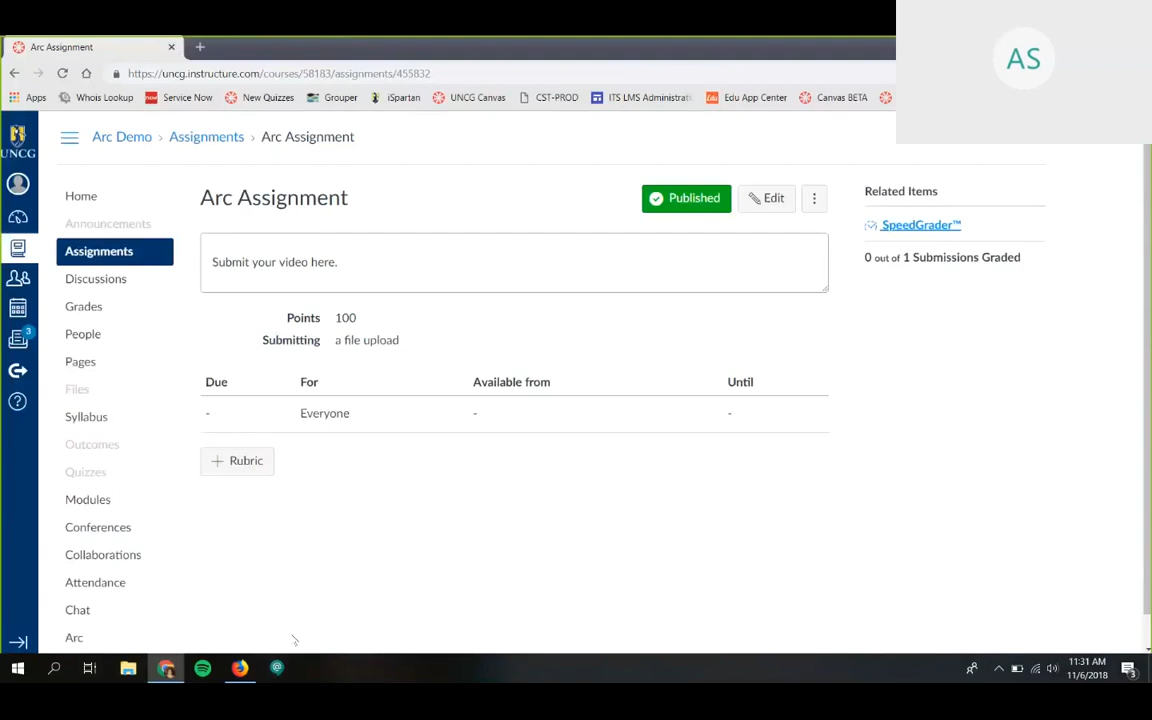 AS
Arc Assignment
https://uncg.instructure.com/courses/58183/assignments/455832
Apps Whois Lookup Service Now New Quizzes Grouper iSpartan UNCG Canvas CST-PROD ITS LMS Administrati Edu App Center Canvas BETA
UNCG
Arc Demo > Assignments > Arc Assignment
Home
Announcements
Assignments
Discussions
Grades
People
Pages
Files
Syllabus
Outcomes
Quizzes
Modules
Conferences
Collaborations
Attendance
Chat
Arc
3
Arc Assignment
Published
Edit
Submit your video here.
Points 100
Submitting a file upload
Due For Available from Until
- Everyone - -
+ Rubric
Related Items
SpeedGrader™
0 out of 1 Submissions Graded
11:31 AM
11/6/2018
3